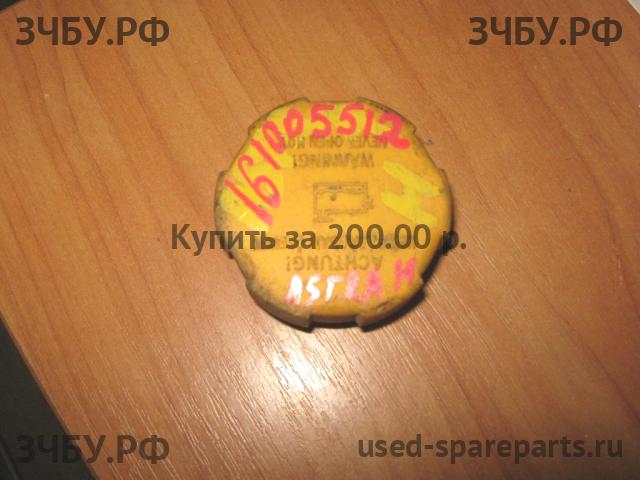 ЗЧБУ.РФ ЗЧБУ.РФ
161005512
NEVER OPEN HOT
WARNING!
Купить за 200.00 р.
ACHTUNG!
ASTRA H
ЗЧБУ.РФ used-spareparts.ru